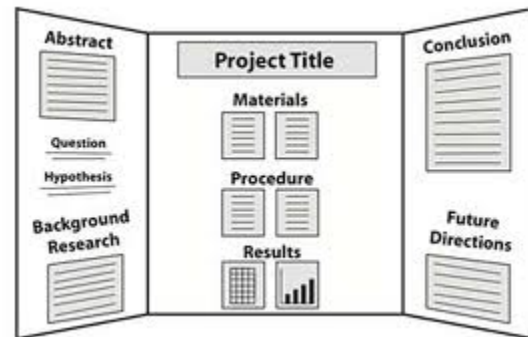 Abstract
Question
Hypothesis
Background
Research
Project Title
Materials
Procedure
Results
Conclusion
Future
Directions